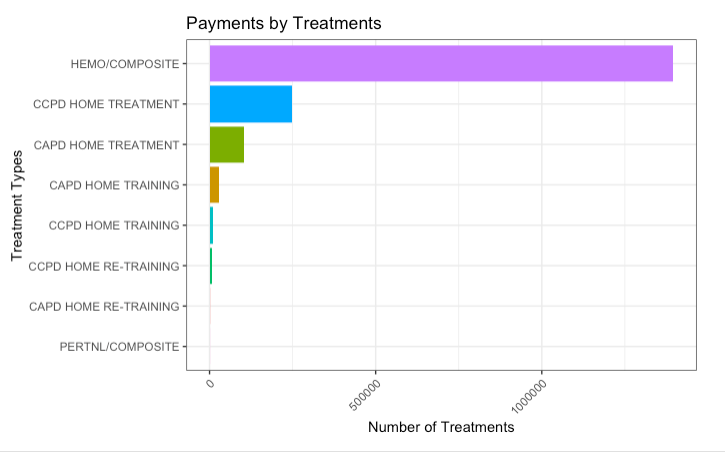 Payments by Treatments
Treatment Types
HEMO/COMPOSITE
CCPD HOME TREATMENT
CAPD HOME TREATMENT
CAPD HOME TRAINING
CCPD HOME TRAINING
CCPD HOME RE-TRAINING
CAPD HOME RE-TRAINING
PERTNL/COMPOSITE
0
500000
1000000
Number of Treatments